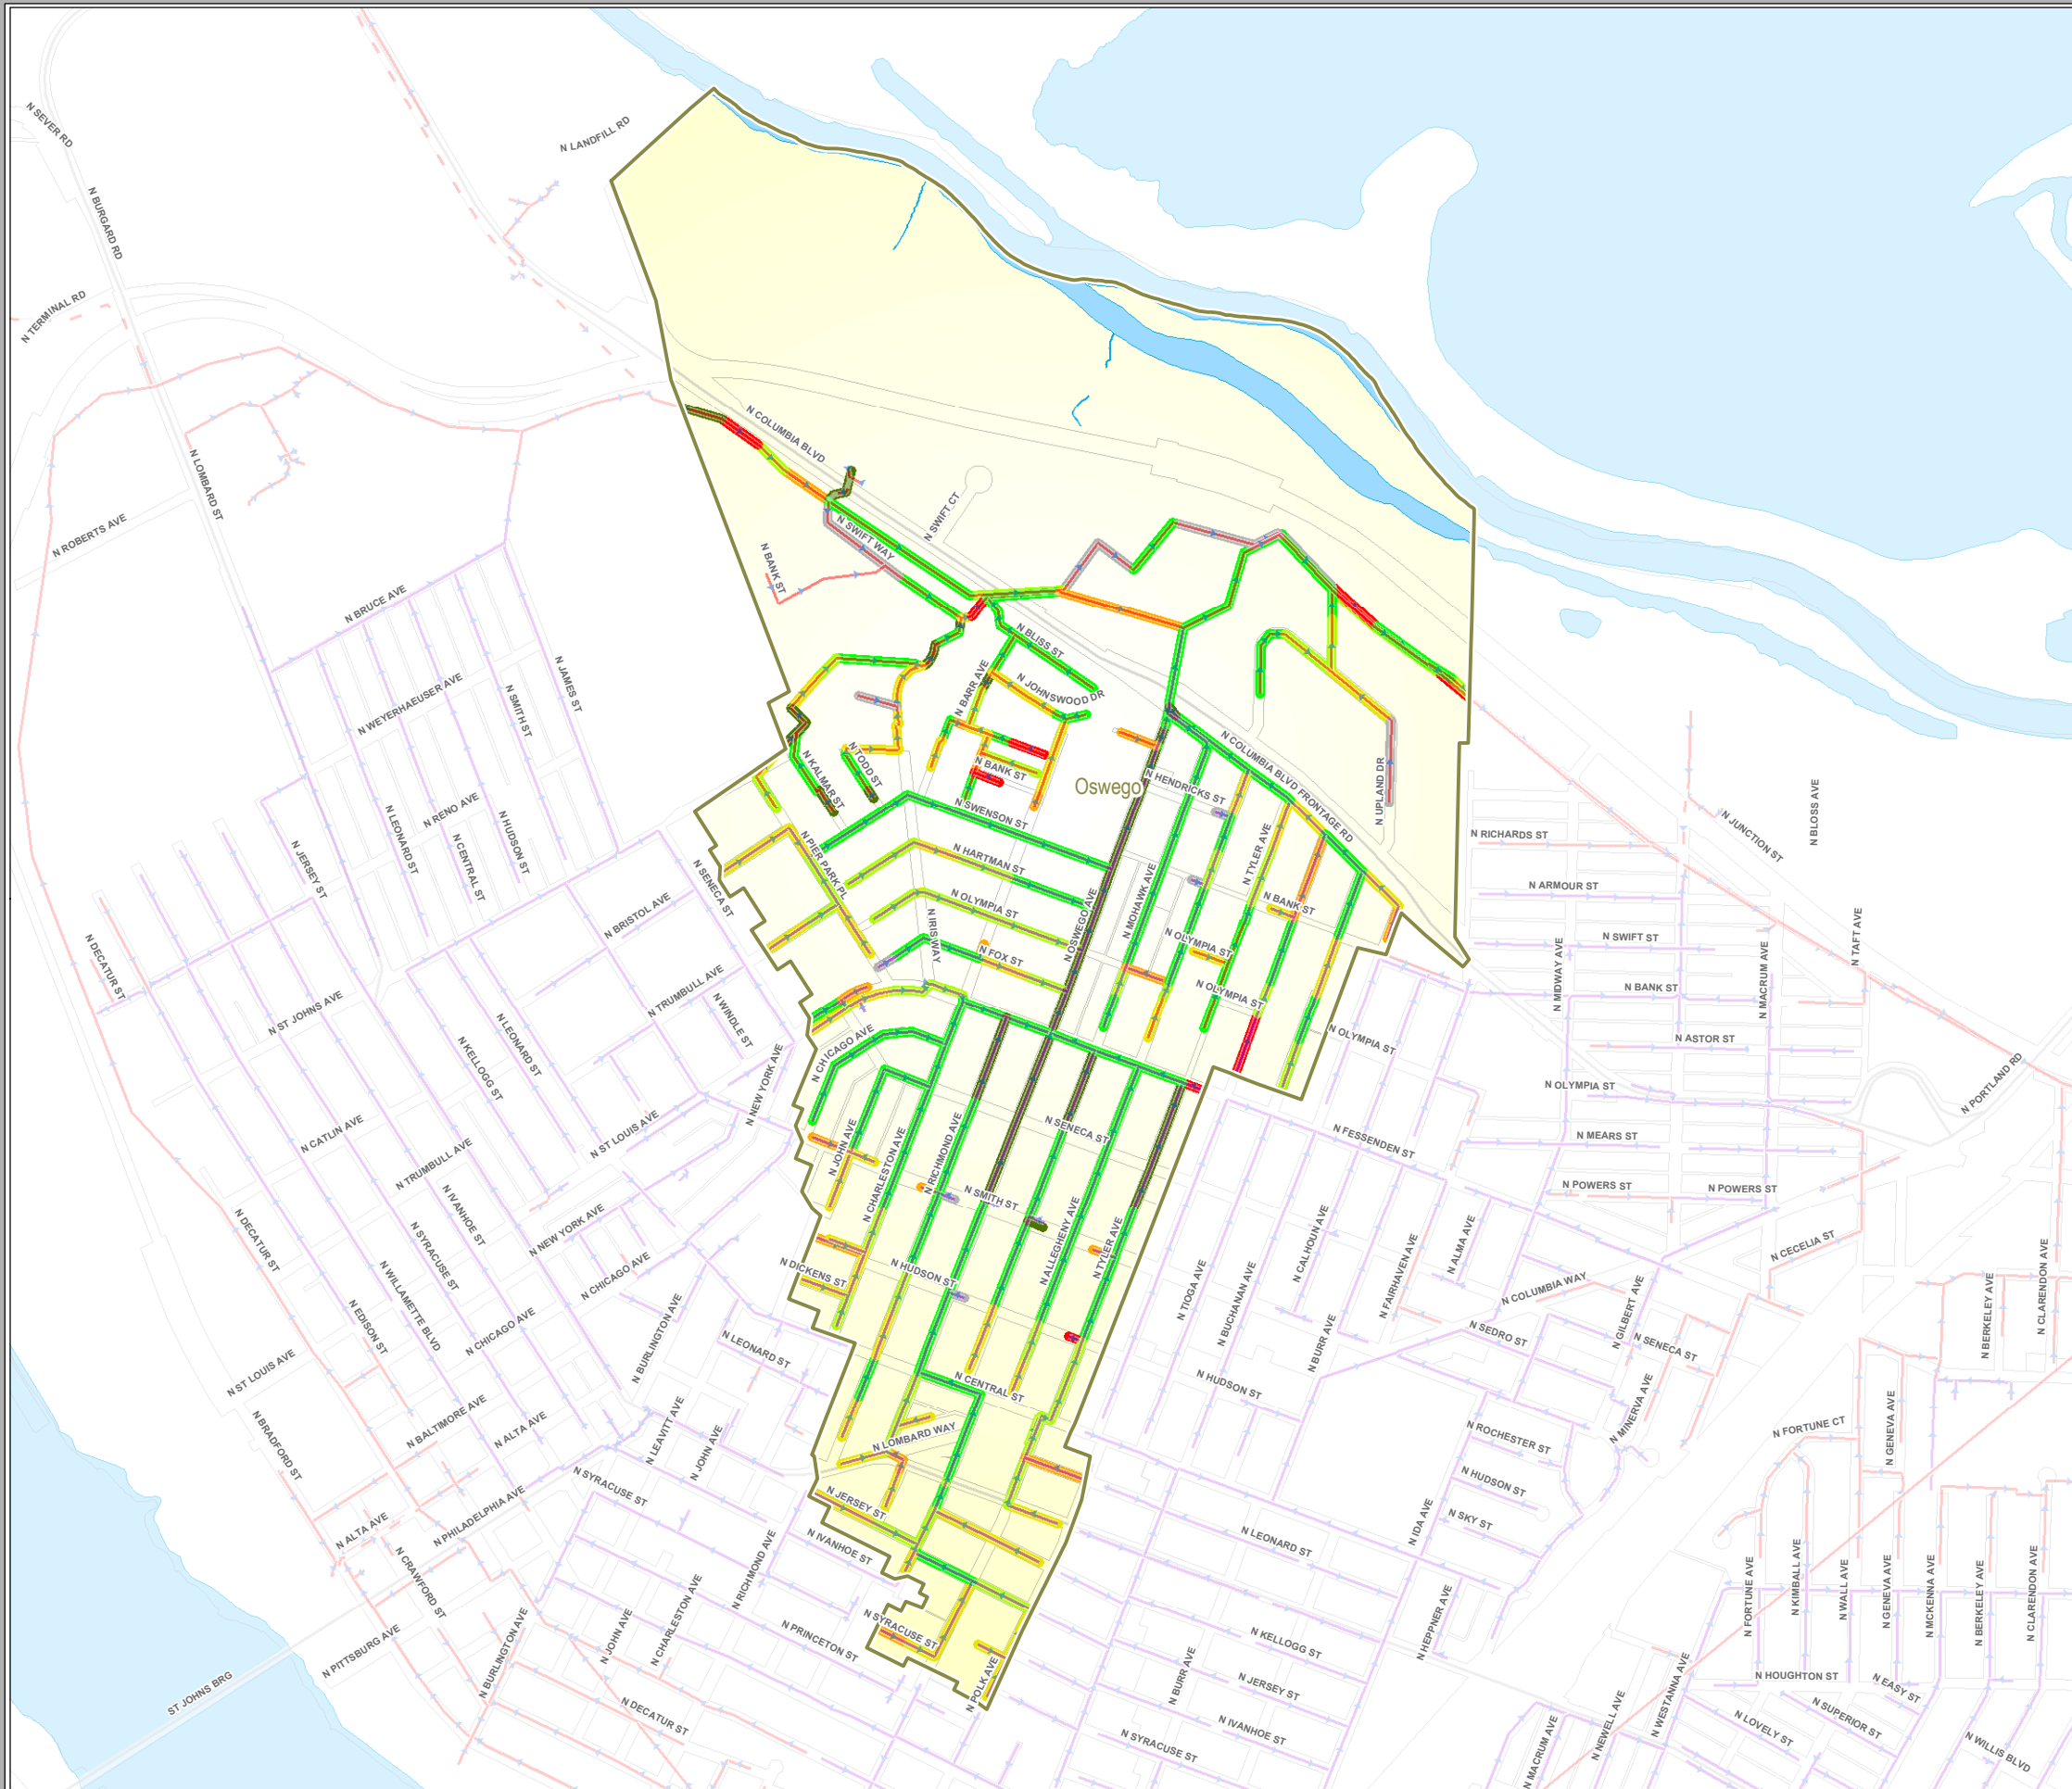 N SEVER RD
N LANDFILL RD
N BURGARD RD
N TERMINAL RD
N COLUMBIA BLVD
N LOMBARD ST
N ROBERTS AVE
N SWIFT CT
N SWIFT WAY
N BANK ST
N BRUCE AVE
N BLISS ST
N JAMES ST
N SMITH ST
N WEYERHAEUSER AVE
N BARR AVE
N JOHNSWOOD DR
N COLUMBIA BLVD FRONTAGE RD
N TODD ST
N KALMAR ST
N BANK ST
Oswego
N HENDRICKS ST
N UPLAND DR
N BLOSS AVE
N JUNCTION ST
N RENO AVE
N LEONARD ST
N HUDSON ST
N CENTRAL ST
N JERSEY ST
N SENECA ST
N PIER PARK PL
N SWENSON ST
N HARTMAN ST
N TYLER AVE
N RICHARDS ST
N ARMOUR ST
N BRISTOL AVE
N IRIS WAY
N OLYMPIA ST
N FOX ST
N OSWEGO AVE
N MOHAWK AVE
N OLYMPIA ST
N BANK ST
N SWIFT ST
N TAFT AVE
N MIDWAY AVE
N MACRUM AVE
N BANK ST
N DECATUR ST
N ST JOHNS AVE
N TRUMBULL AVE
N WINDLE ST
N OLYMPIA ST
N OLYMPIA ST
N ASTOR ST
N KELLOGG ST
N LEONARD ST
N NEW YORK AVE
N CHICAGO AVE
N OLYMPIA ST
N PORTLAND RD
N CATLIN AVE
N ST LOUIS AVE
N JOHN AVE
N CHARLESTON AVE
N RICHMOND AVE
N SENECA ST
N FESSENDEN ST
N MEARS ST
N TRUMBULL AVE
N IVANHOE ST
N SMITH ST
N POWERS ST
N POWERS ST
N DECATUR ST
N NEW YORK AVE
N SYRACUSE ST
N CHICAGO AVE
N DICKENS ST
N HUDSON ST
N ALLEGHENY AVE
N TYLER AVE
N TIOGA AVE
N BUCHANAN AVE
N CALHOUN AVE
N FAIRHAVEN AVE
N ALMA AVE
N CECELIA ST
N COLUMBIA WAY
N CLARENDON AVE
N BERKELEY AVE
N WILLAMETTE BLVD
N EDISON ST
N CHICAGO AVE
N BURLINGTON AVE
N LEONARD ST
N BURR AVE
N SEDRO ST
N GILBERT AVE
N SENECA ST
N ST LOUIS AVE
N CENTRAL ST
N HUDSON ST
N MINERVA AVE
N BRADFORD ST
N BALTIMORE AVE
N ALTA AVE
N LEAVITT AVE
N JOHN AVE
N LOMBARD WAY
N ROCHESTER ST
N FORTUNE CT
N GENEVA AVE
N SYRACUSE ST
N HUDSON ST
N JERSEY ST
N PHILADELPHIA AVE
N ALTA AVE
N IVANHOE ST
N LEONARD ST
N IDA AVE
N SKY ST
N CRAWFORD ST
N RICHMOND AVE
N CHARLESTON AVE
N HEPPNER AVE
N FORTUNE AVE
N KIMBALL AVE
N WALL AVE
N GENEVA AVE
N MCKENNA AVE
N BERKELEY AVE
N CLARENDON AVE
N PITTSBURG AVE
N BURLINGTON AVE
N JOHN AVE
N PRINCETON ST
N SYRACUSE ST
N KELLOGG ST
ST JOHNS BRG
N DECATUR ST
N POLK AVE
N BURR AVE
N JERSEY ST
N IVANHOE ST
N SYRACUSE ST
N HOUGHTON ST
N EASY ST
N WESTANNA AVE
N NEWELL AVE
N MACRUM AVE
N LOVELY ST
N SUPERIOR ST
N WILLIS BLVD